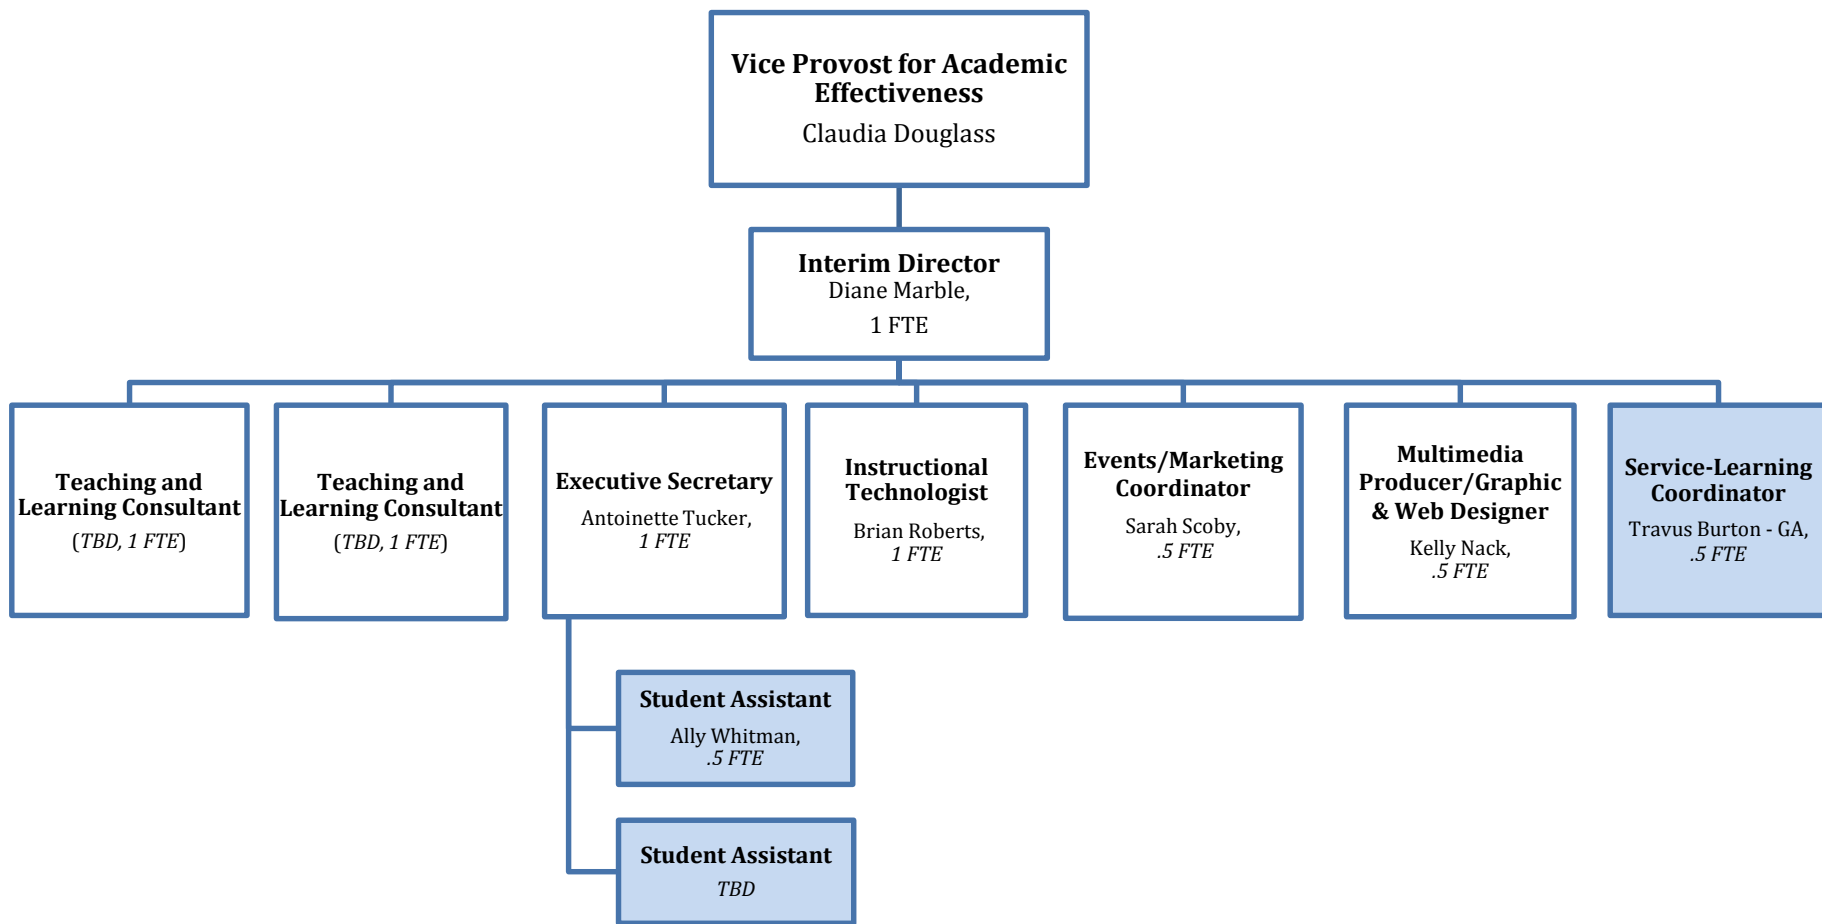 Vice Provost for Academic
Effectiveness
Claudia Douglass
Interim Director
Diane Marble,
1 FTE
Teaching and
Learning Consultant
(TBD, 1 FTE)
Teaching and
Learning Consultant
(TBD, 1 FTE)
Executive Secretary
Antoinette Tucker,
1 FTE
Instructional
Technologist
Brian Roberts,
1 FTE
Events/Marketing
Coordinator
Sarah Scoby,
.5 FTE
Multimedia
Producer/Graphic
& Web Designer
Kelly Nack,
.5 FTE
Service-Learning
Coordinator
Travus Burton - GA,
.5 FTE
Student Assistant
Ally Whitman,
.5 FTE
Student Assistant
TBD